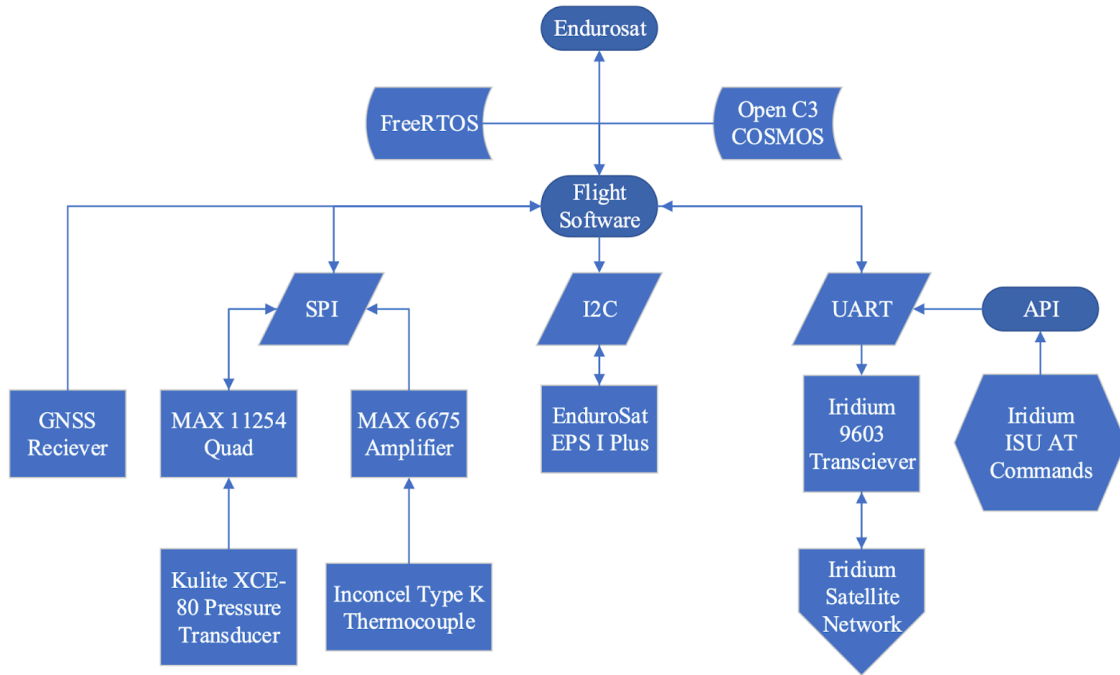 Endurosat
FreeRTOS
Open C3
COSMOS
Flight
Software
SPI
I2C
UART
API
GNSS
Reciever
MAX 11254
Quad
MAX 6675
Amplifier
EnduroSat
EPS I Plus
Iridium
9603
Transciever
Iridium
ISU AT
Commands
Kulite XCE-
80 Pressure
Transducer
Inconcel Type K
Thermocouple
Iridium
Satellite
Network